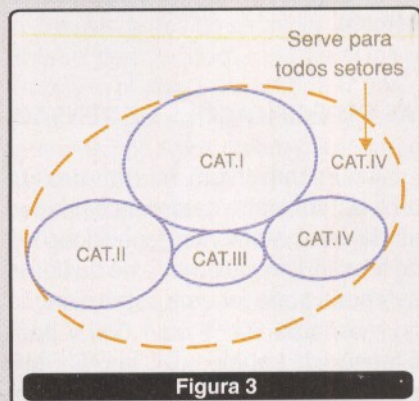 Serve para
todos setores
CAT.I
CAT.IV
CAT.II
CAT.III
CAT.IV
Figura 3